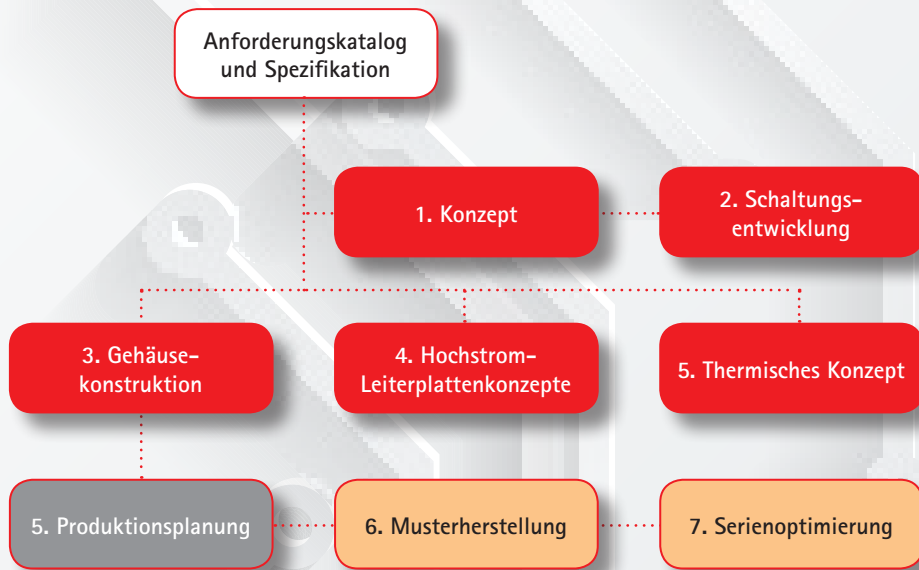 Anforderungskatalog
und Spezifikation
1. Konzept
2. Schaltungs-
entwicklung
3. Gehäuse-
konstruktion
4. Hochstrom-
Leiterplattenkonzepte
5. Thermisches Konzept
5. Produktionsplanung
6. Musterherstellung
7. Serienoptimierung